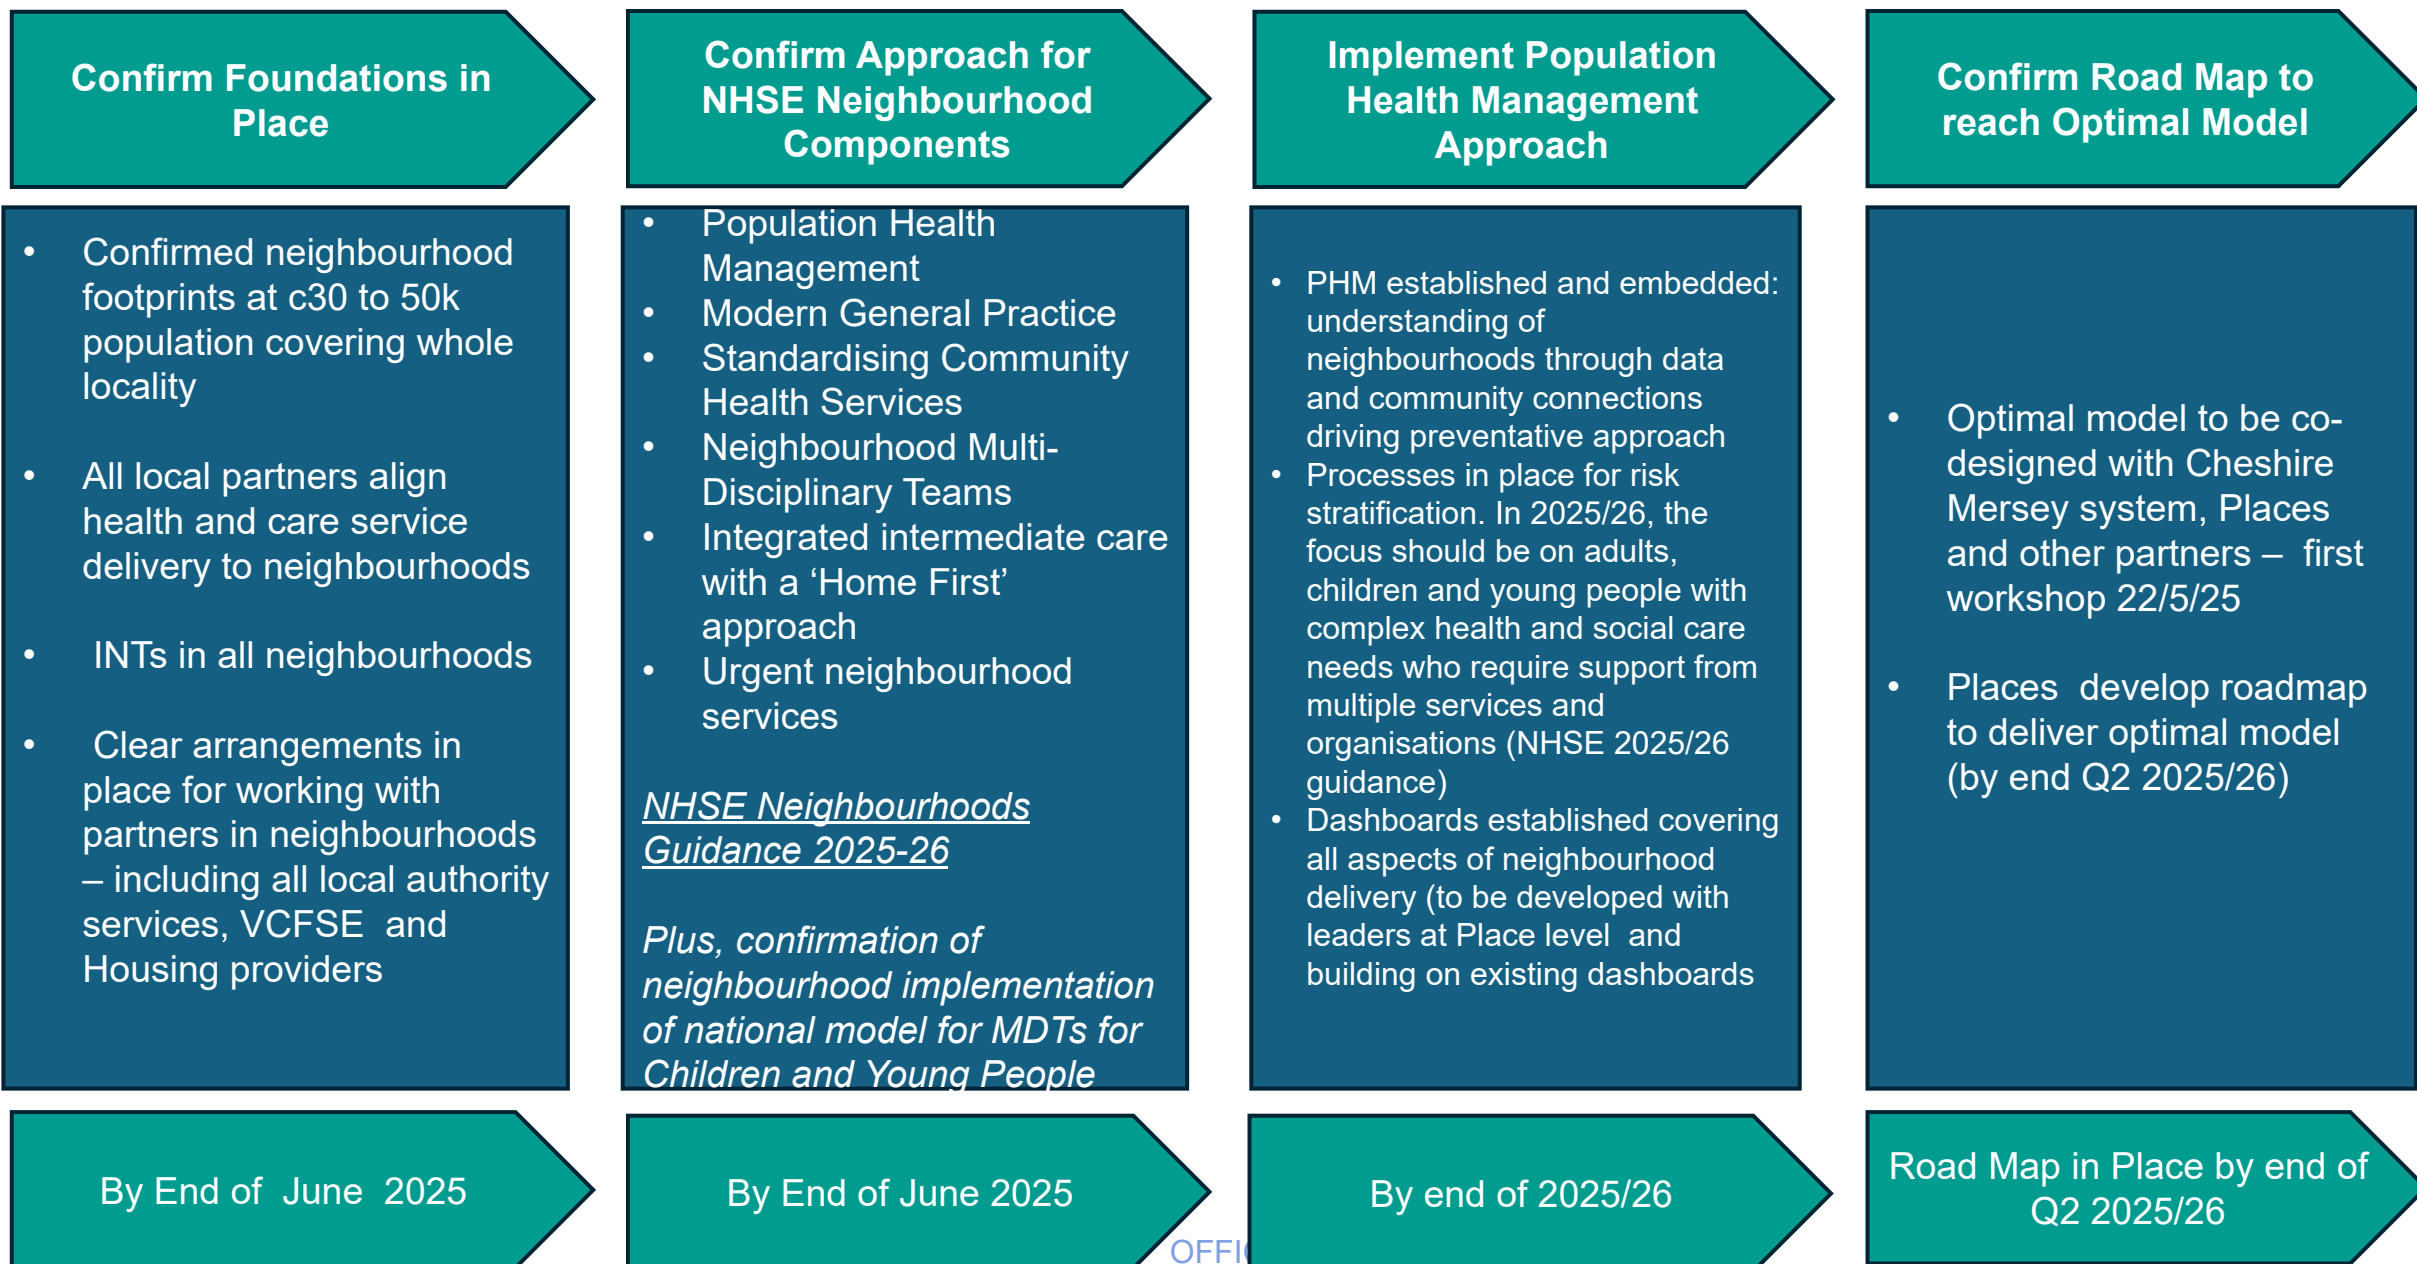 Confirm Foundations in
Place
Confirm Approach for
NHSE Neighbourhood
Components
Implement Population
Health Management
Approach
Confirm Road Map to
reach Optimal Model
• Confirmed neighbourhood
footprints at c30 to 50k
population covering whole
locality
• All local partners align
health and care service
delivery to neighbourhoods
• INTs in all neighbourhoods
• Clear arrangements in
place for working with
partners in neighbourhoods
– including all local authority
services, VCFSE and
Housing providers
• Population Health
Management
• Modern General Practice
• Standardising Community
Health Services
• Neighbourhood Multi-
Disciplinary Teams
• Integrated intermediate care
with a ‘Home First’
approach
• Urgent neighbourhood
services
NHSE Neighbourhoods
Guidance 2025-26
Plus, confirmation of
neighbourhood implementation
of national model for MDTs for
Children and Young People
• PHM established and embedded:
understanding of
neighbourhoods through data
and community connections
driving preventative approach
• Processes in place for risk
stratification. In 2025/26, the
focus should be on adults,
children and young people with
complex health and social care
needs who require support from
multiple services and
organisations (NHSE 2025/26
guidance)
• Dashboards established covering
all aspects of neighbourhood
delivery (to be developed with
leaders at Place level and
building on existing dashboards
• Optimal model to be co-
designed with Cheshire
Mersey system, Places
and other partners – first
workshop 22/5/25
• Places develop roadmap
to deliver optimal model
(by end Q2 2025/26)
By End of June 2025
By End of June 2025
By end of 2025/26
Road Map in Place by end of
Q2 2025/26